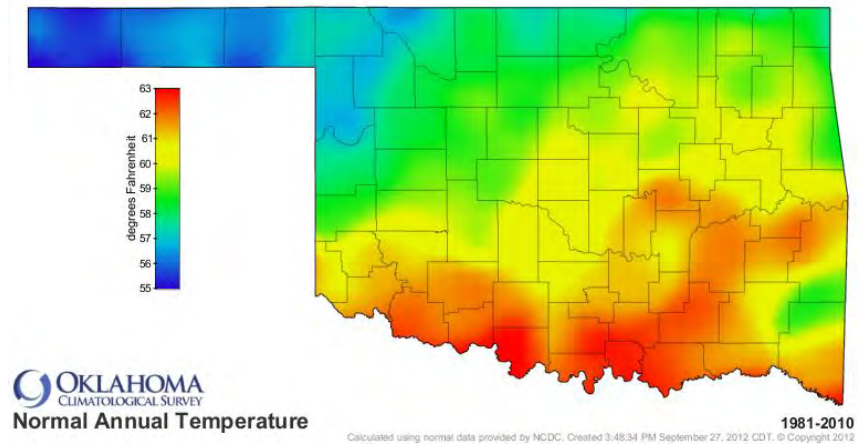 63
62
61
60
59
58
57
56
55
degrees Fahrenheit
OKLAHOMA
CLIMATOLOGICAL SURVEY
Normal Annual Temperature
1981-2010
Calculated using normal data provided by NCDC. Created 3:48:34 PM September 27, 2012 CDT. © Copyright 2012